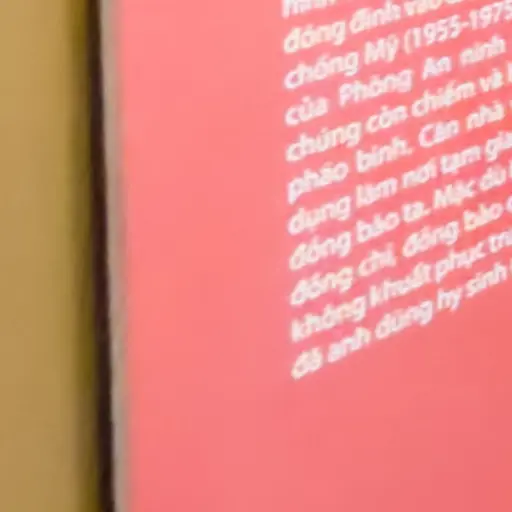 đóng đinh vào
chống Mỹ (1955-1975
của Phòng An ninh
chúng còn chiếm và
pháo binh. Căn nhà
dụng làm nơi tạm
đồng bào ta. Mặc dù
đồng chí, đồng bào
không khuất phục
đã anh dũng hy sinh